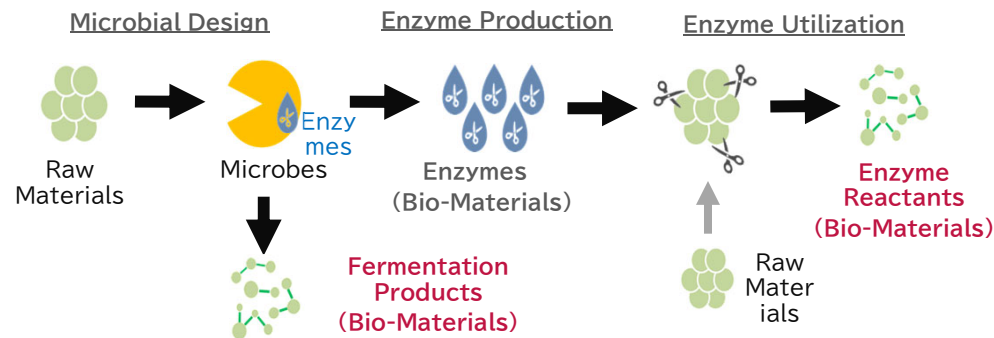 Microbial Design
Enzyme Production
Enzyme Utilization
Enzy
mes
Raw
Materials
Microbes
Enzymes
(Bio-Materials)
Enzyme
Reactants
(Bio-Materials)
Fermentation
Products
(Bio-Materials)
Raw
Mater
ials